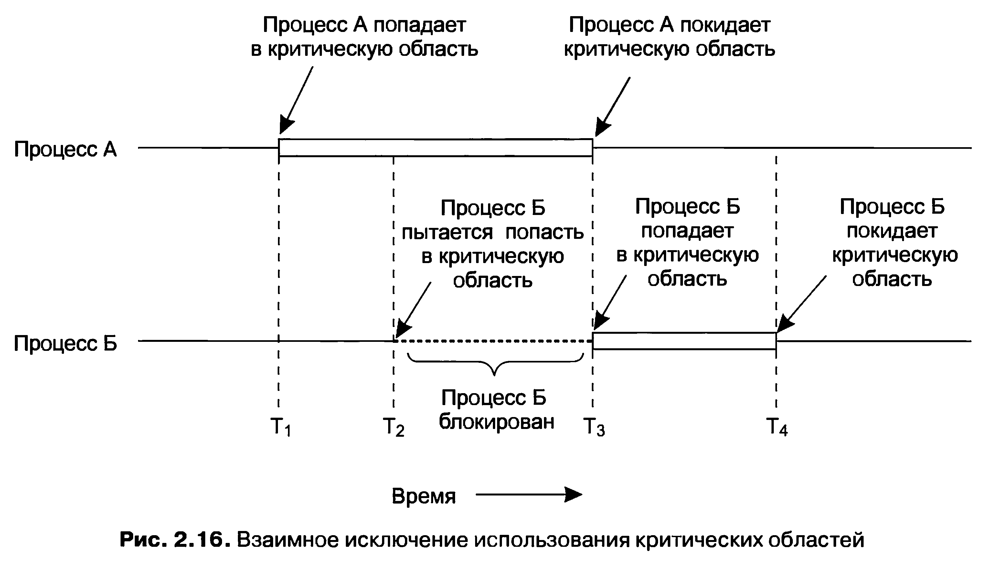 Процесс А попадает
в критическую область
Процесс А покидает
критическую область
Процесс А
Процесс Б
пытается попасть
в критическую
область
Процесс Б
попадает
в критическую
область
Процесс Б
покидает
критическую
область
Процесс Б
Процесс Б
блокирован
T₁
T₂
T₃
T₄
Время
Рис. 2.16. Взаимное исключение использования критических областей